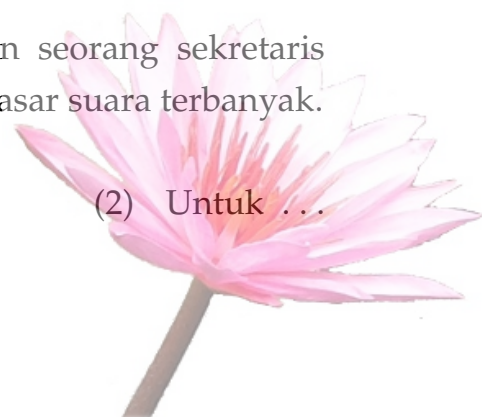 n seorang sekretaris
asar suara terbanyak.
(2) Untuk . . .